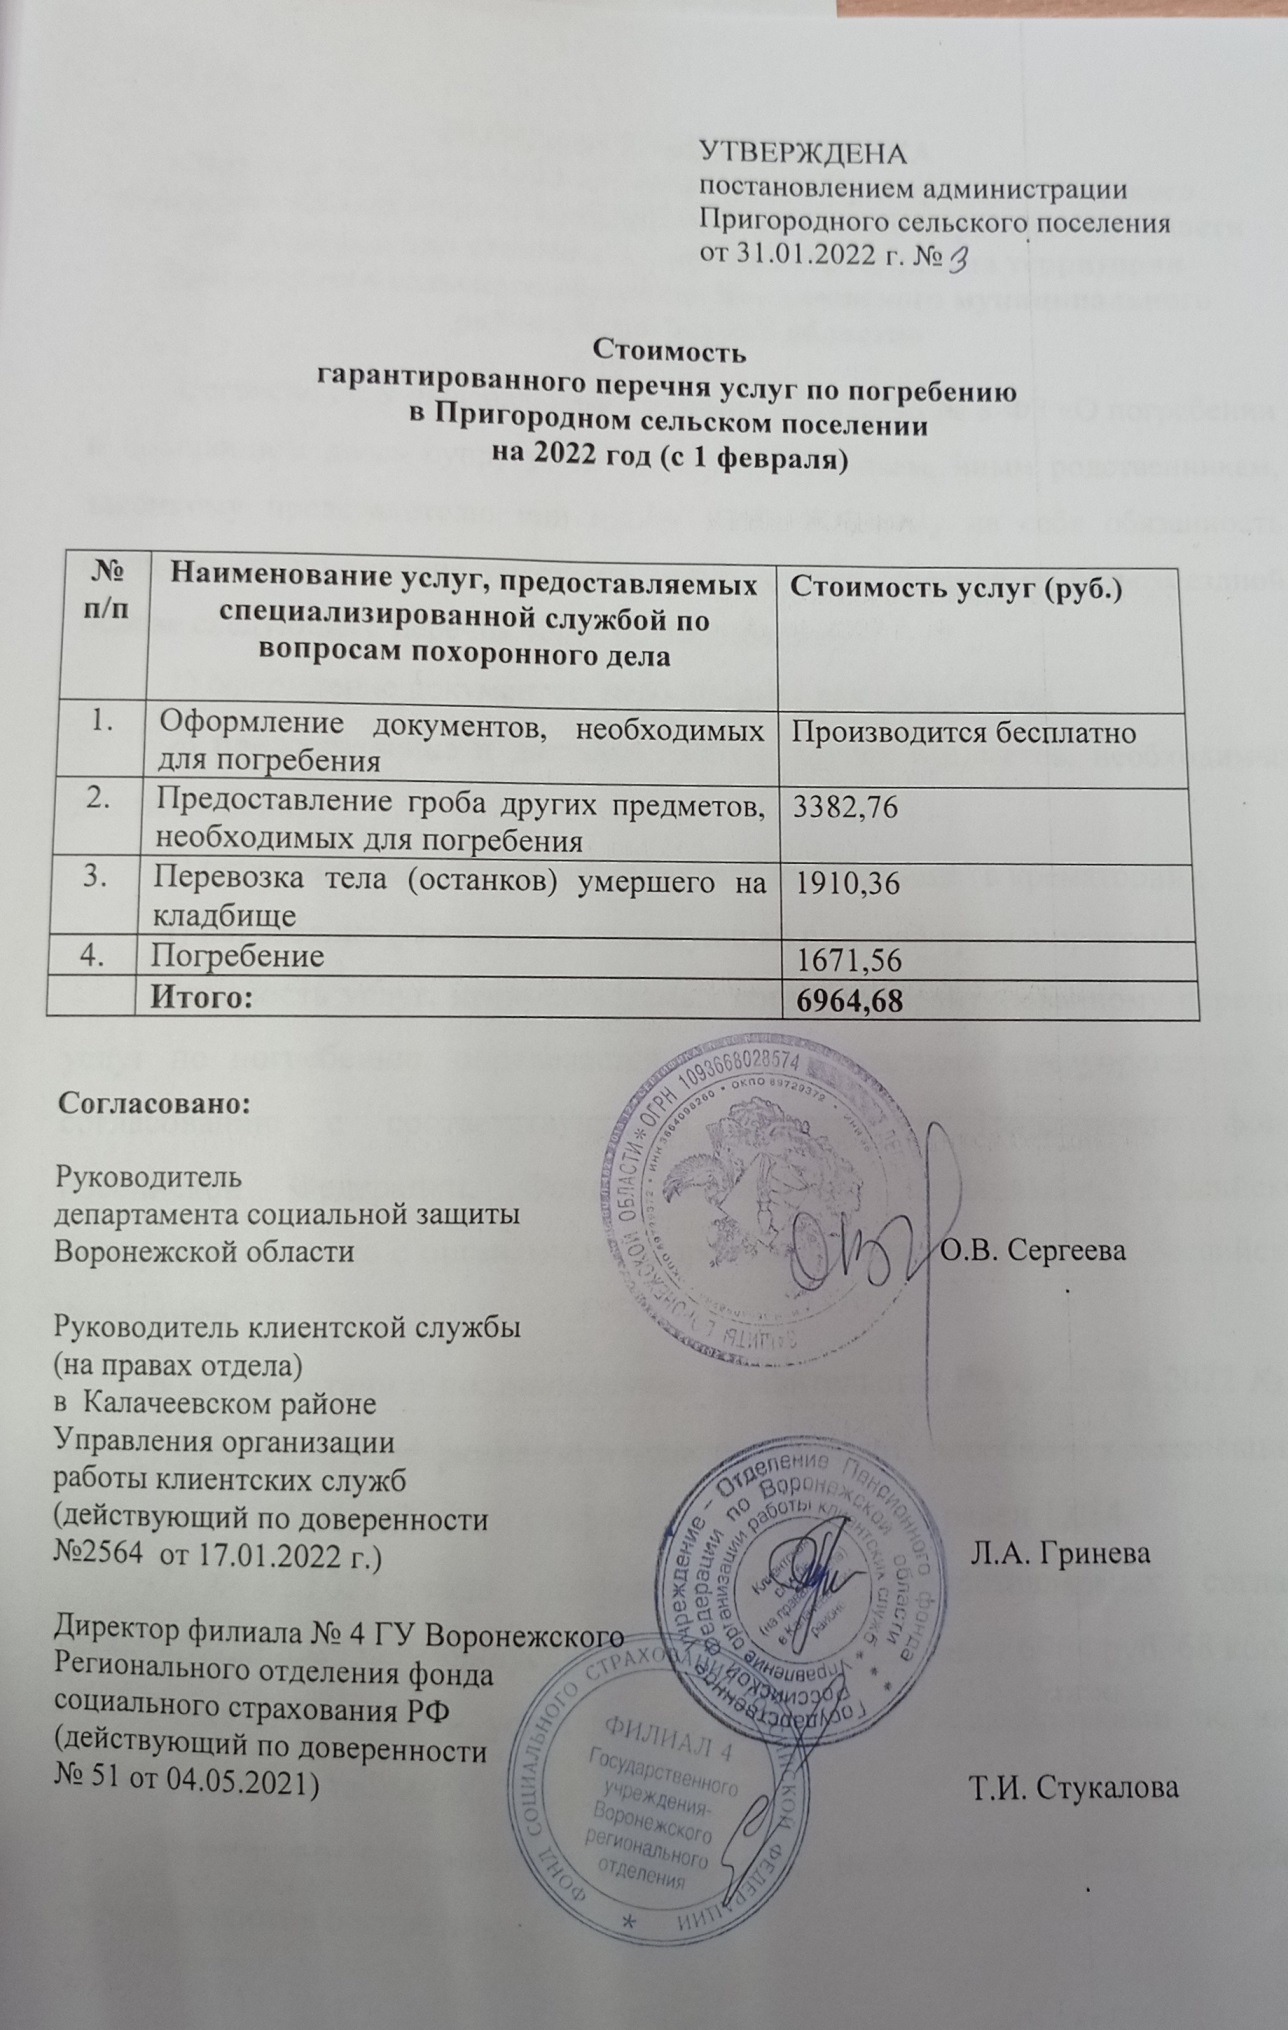 УТВЕРЖДЕНА
постановлением администрации
Пригородного сельского поселения
от 31.01.2022 г. № 3
Стоимость
гарантированного перечня услуг по погребению
в Пригородном сельском поселении
на 2022 год (с 1 февраля)
№ п/п
Наименование услуг, предоставляемых
специализированной службой по
вопросам похоронного дела
Стоимость услуг (руб.)
1.
Оформление документов, необходимых
для погребения
Производится бесплатно
2.
Предоставление гроба других предметов,
необходимых для погребения
3382,76
3.
Перевозка тела (останков) умершего на
кладбище
1910,36
4.
Погребение
1671,56
Итого:
6964,68
Согласовано:
Руководитель
департамента социальной защиты
Воронежской области
О.В. Сергеева
ОГРН 1093668028574
Руководитель клиентской службы
(на правах отдела)
в Калачеевском районе
Управления организации
работы клиентских служб
(действующий по доверенности
№2564 от 17.01.2022 г.)
Л.А. Гринева
Директор филиала № 4 ГУ Воронежского
Регионального отделения фонда
социального страхования РФ
(действующий по доверенности
№ 51 от 04.05.2021)
Т.И. Стукалова
ФИЛИАЛ 4
Государственного
учреждения-
Воронежского
регионального
отделения